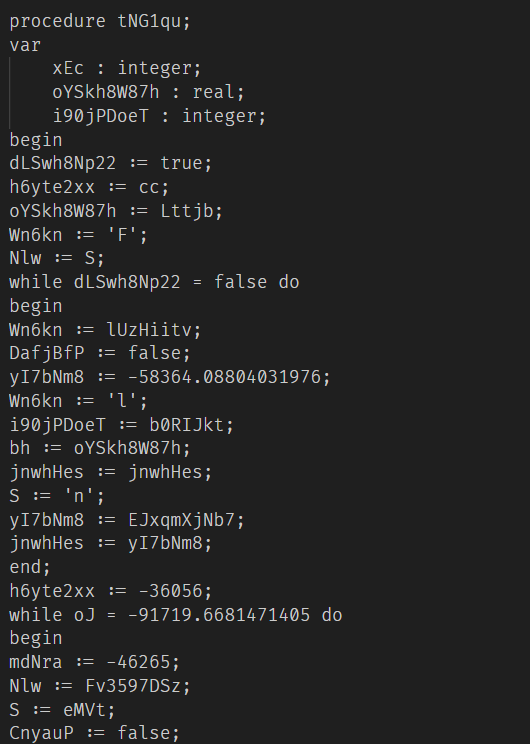 procedure tNG1qu;
var
xEc : integer;
oYSkh8W87h : real;
i90jPDoeT : integer;
begin
dLSwh8Np22 := true;
h6yte2xx := cc;
oYSkh8W87h := Lttjb;
Wn6kn := 'F';
Nlw := S;
while dLSwh8Np22 = false do
begin
Wn6kn := lUzHiitv;
DafjBfP := false;
yI7bNm8 := -58364.08804031976;
Wn6kn := 'l';
i90jPDoeT := b0RIJkt;
bh := oYSkh8W87h;
jnwhHes := jnwhHes;
S := 'n';
yI7bNm8 := EJxqmXjNb7;
jnwhHes := yI7bNm8;
end;
h6yte2xx := -36056;
while oJ = -91719.6681471405 do
begin
mdNra := -46265;
Nlw := Fv3597DSz;
S := eMVt;
CnyauP := false;